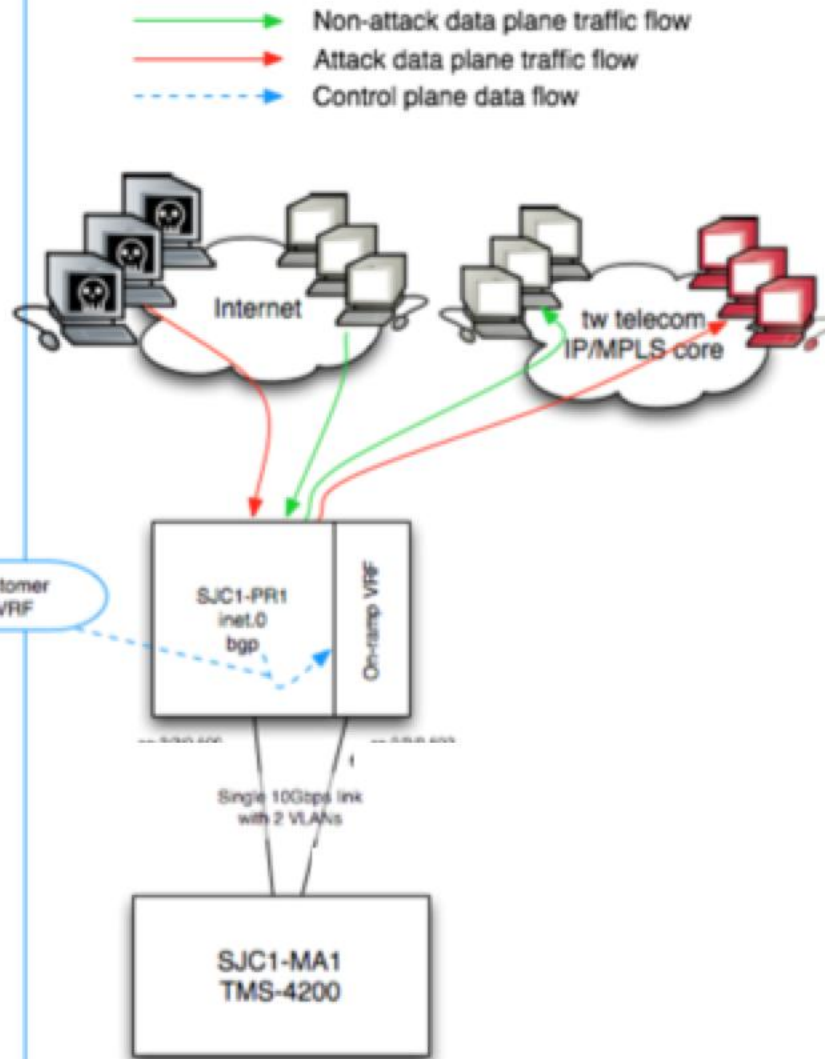 Non-attack data plane traffic flow
Attack data plane traffic flow
Control plane data flow
Internet
tw telecom
IP/MPLS core
tomer
VRF
SJC1-PR1
inet.0
bgp
On-ramp VRF
Single 10Gbps link
with 2 VLANs
SJC1-MA1
TMS-4200